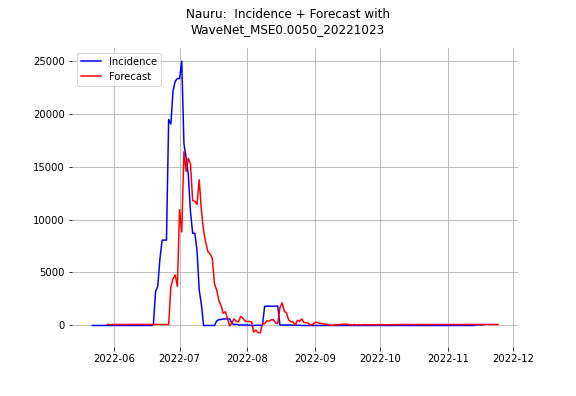 Nauru:  Incidence + Forecast with
WaveNet_MSE0.0050_20221023
Incidence
Forecast
25000
20000
15000
10000
5000
0
2022-06 2022-07 2022-08 2022-09 2022-10 2022-11 2022-12